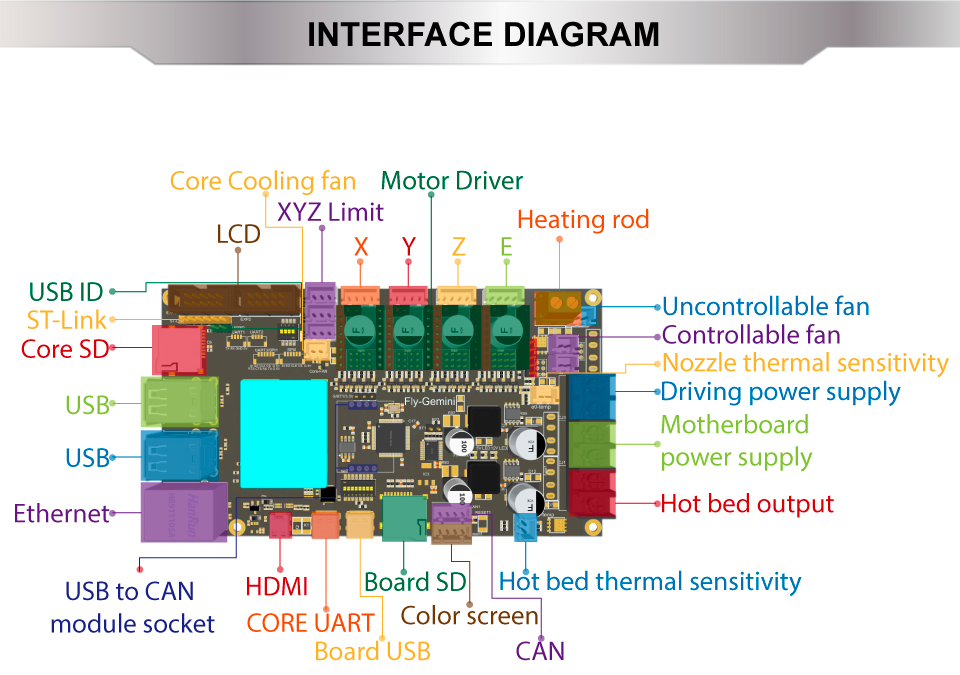 INTERFACE DIAGRAM
Core Cooling fan
Motor Driver
XYZ Limit
LCD
Heating rod
X
Y
Z
E
USB ID
ST-Link
Core SD
USB
USB
Ethernet
Uncontrollable fan
Controllable fan
Nozzle thermal sensitivity
Driving power supply
Motherboard
power supply
Hot bed output
Fly-Gemini
100
100
USB to CAN
module socket
HDMI
CORE UART
Board USB
Board SD
Color screen
Hot bed thermal sensitivity
CAN